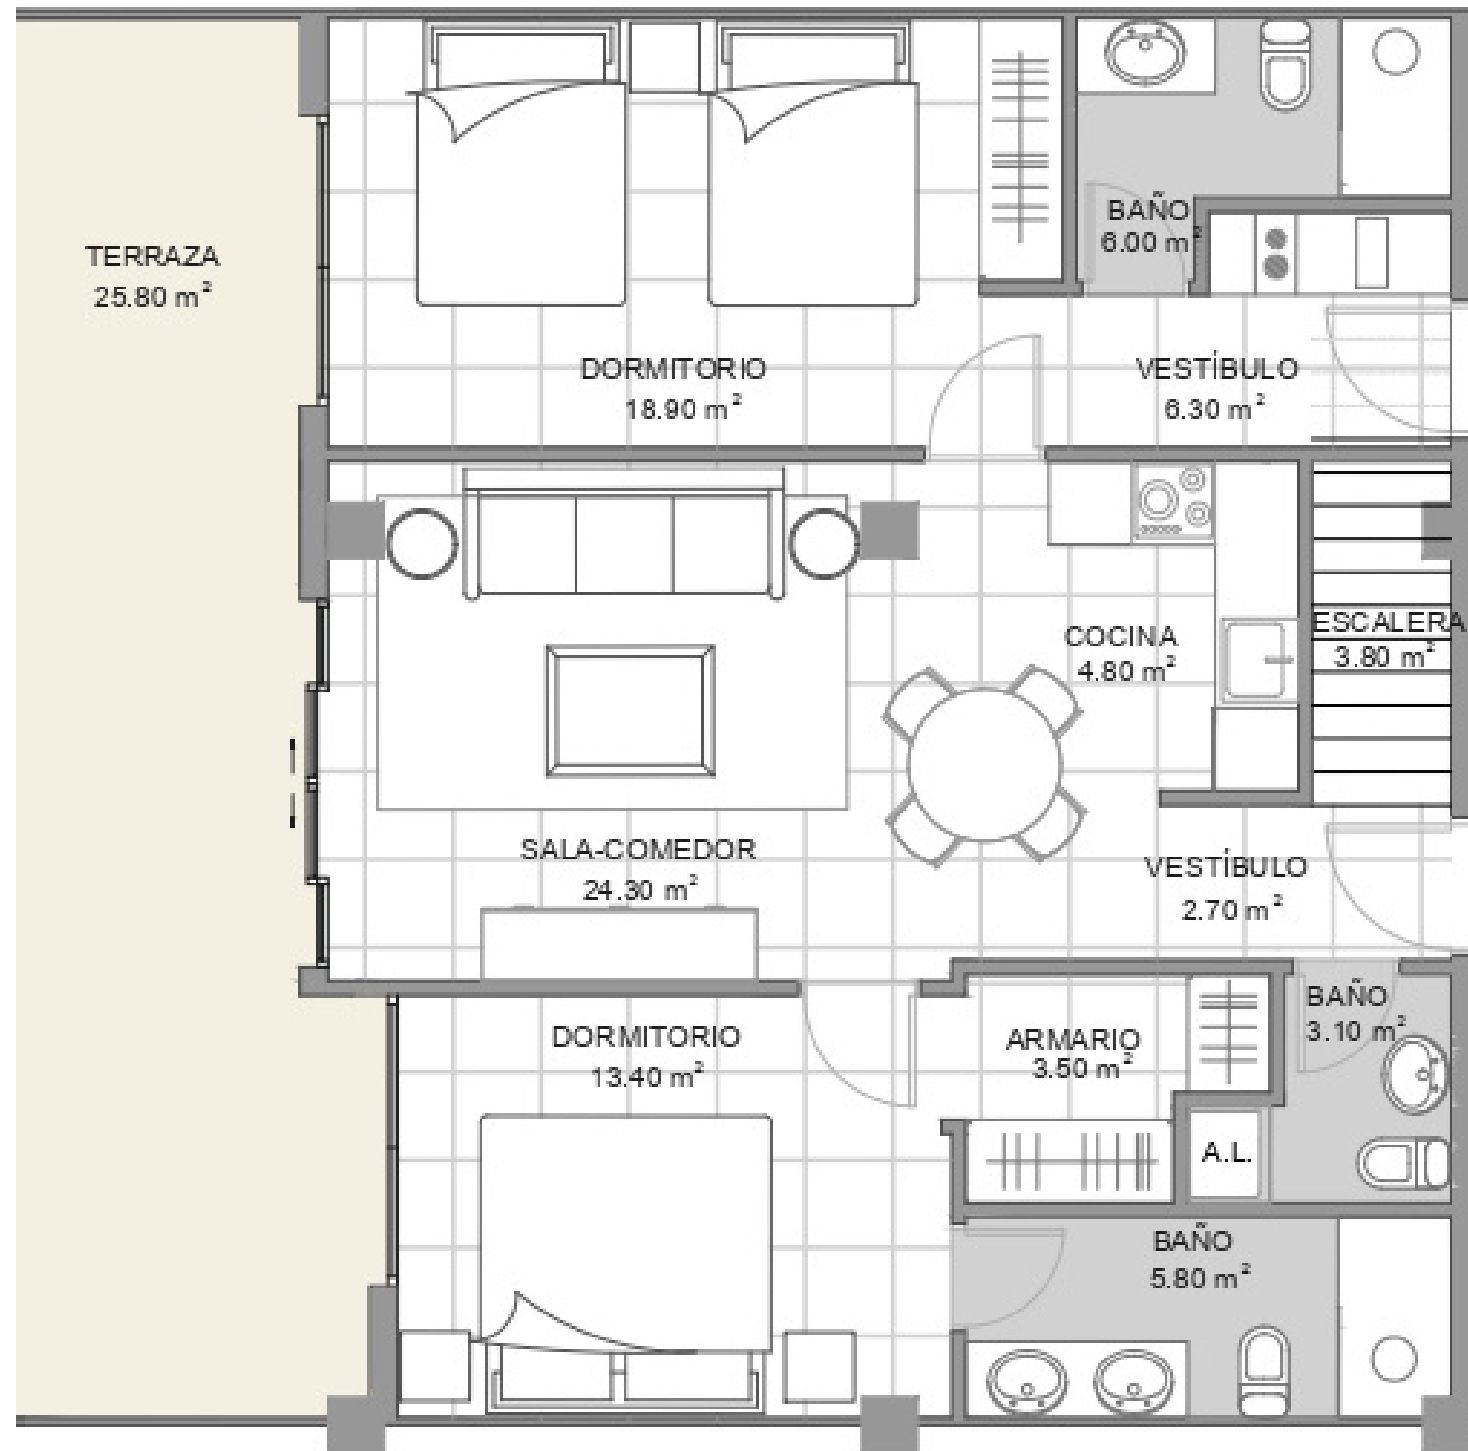 BAÑO
6.00 m²
TERRAZA
25.80 m²
DORMITORIO
18.90 m²
VESTÍBULO
6.30 m²
COCINA
4.80 m²
ESCALERA
3.80 m²
SALA-COMEDOR
24.30 m²
VESTÍBULO
2.70 m²
DORMITORIO
13.40 m²
ARMARIO
3.50 m²
BAÑO
3.10 m²
A.L.
BAÑO
5.80 m²